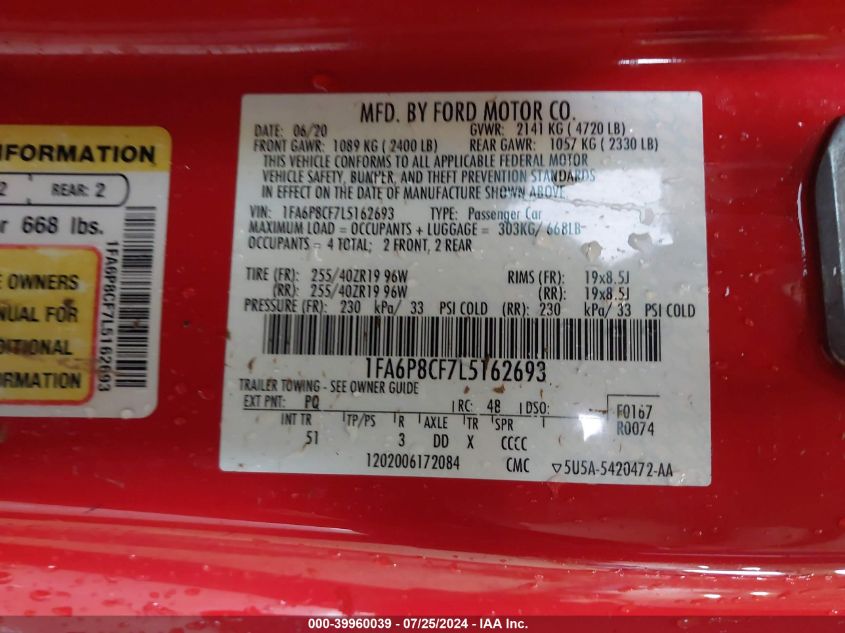 NFORMATION
2
REAR: 2
r 668 lbs.
E OWNERS
NUAL FOR
DITIONAL
ORMATION
1FA6P8CF7L5162693
MFD. BY FORD MOTOR CO.
DATE: 06/20 GVWR: 2141 KG ( 4720 LB)
FRONT GAWR: 1089 KG ( 2400 LB) REAR GAWR: 1057 KG ( 2330 LB)
THIS VEHICLE CONFORMS TO ALL APPLICABLE FEDERAL MOTOR
VEHICLE SAFETY, BUMPER, AND THEFT PREVENTION STANDARDS
IN EFFECT ON THE DATE OF MANUFACTURE SHOWN ABOVE.
VIN: 1FA6P8CF7L5162693 TYPE: Passenger Car
MAXIMUM LOAD = OCCUPANTS + LUGGAGE = 303KG/ 668LB
OCCUPANTS = 4 TOTAL; 2 FRONT, 2 REAR
TIRE (FR): 255/40ZR19 96W RIMS (FR): 19x8.5J
(RR): 255/40ZR19 96W (RR): 19x8.5J
PRESSURE (FR): 230 kPa/ 33 PSI COLD (RR): 230 kPa/ 33 PSI COLD
1FA6P8CF7L5162693
TRAILER TOWING - SEE OWNER GUIDE
EXT PNT: PQ RC: 48 DSO: F0167
R0074
INT TR TP/PS R AXLE TR SPR
51 3 DD X CCCC
1202006172084 CMC ▽5U5A-5420472-AA
000-39960039 - 07/25/2024 - IAAI.COM